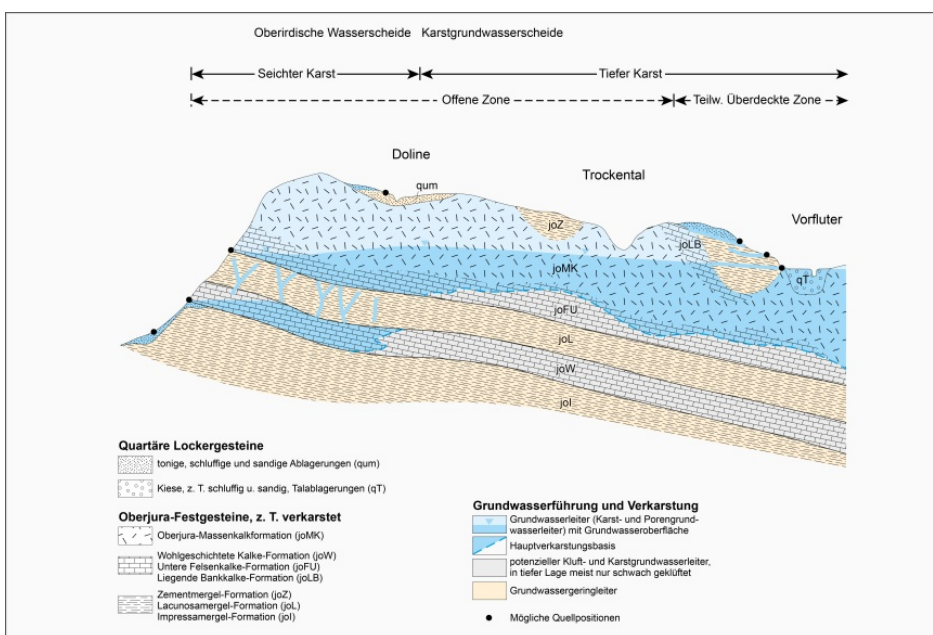 Oberirdische Wasserscheide Karstgrundwasserscheide
Seichter Karst
Tiefer Karst
Offene Zone
Teilw. Überdeckte Zone
Doline
Trockental
Vorfluter
qum
joZ
joLB
joMK
qT
joFU
joL
joW
joI
Quartäre Lockergesteine
tonige, schluffige und sandige Ablagerungen (qum)
Kiese, z. T. schluffig u. sandig, Talablagerungen (qT)
Oberjura-Festgesteine, z. T. verkarstet
Oberjura-Massenkalkformation (joMK)
Wohlgeschichtete Kalke-Formation (joW)
Untere Felsenkalke-Formation (joFU)
Liegende Bankkalke-Formation (joLB)
Zementmergel-Formation (joZ)
Lacunosamergel-Formation (joL)
Impressamergel-Formation (joI)
Grundwasserführung und Verkarstung
Grundwasserleiter (Karst- und Porengrund-
wasserleiter) mit Grundwasseroberfläche
Hauptverkarstungsbasis
potenzieller Kluft- und Karstgrundwasserleiter,
in tiefer Lage meist nur schwach geklüftet
Grundwassergeringleiter
Mögliche Quellpositionen